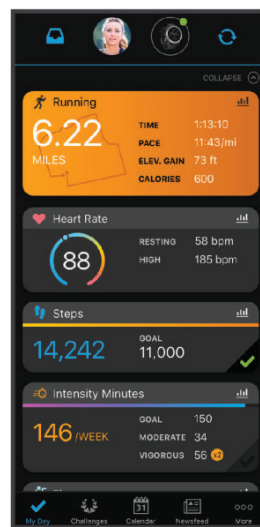 COLLAPSE
Running
6.22
MILES
TIME 1:13:10
PACE 11:43/mi
ELEV. GAIN 73 ft
CALORIES 600
Heart Rate
88
RESTING 58 bpm
HIGH 185 bpm
Steps
14,242
GOAL
11,000
Intensity Minutes
146 /WEEK
GOAL 150
MODERATE 34
VIGOROUS 56 x2
31
My Day Challenges Calendar Newsfeed More